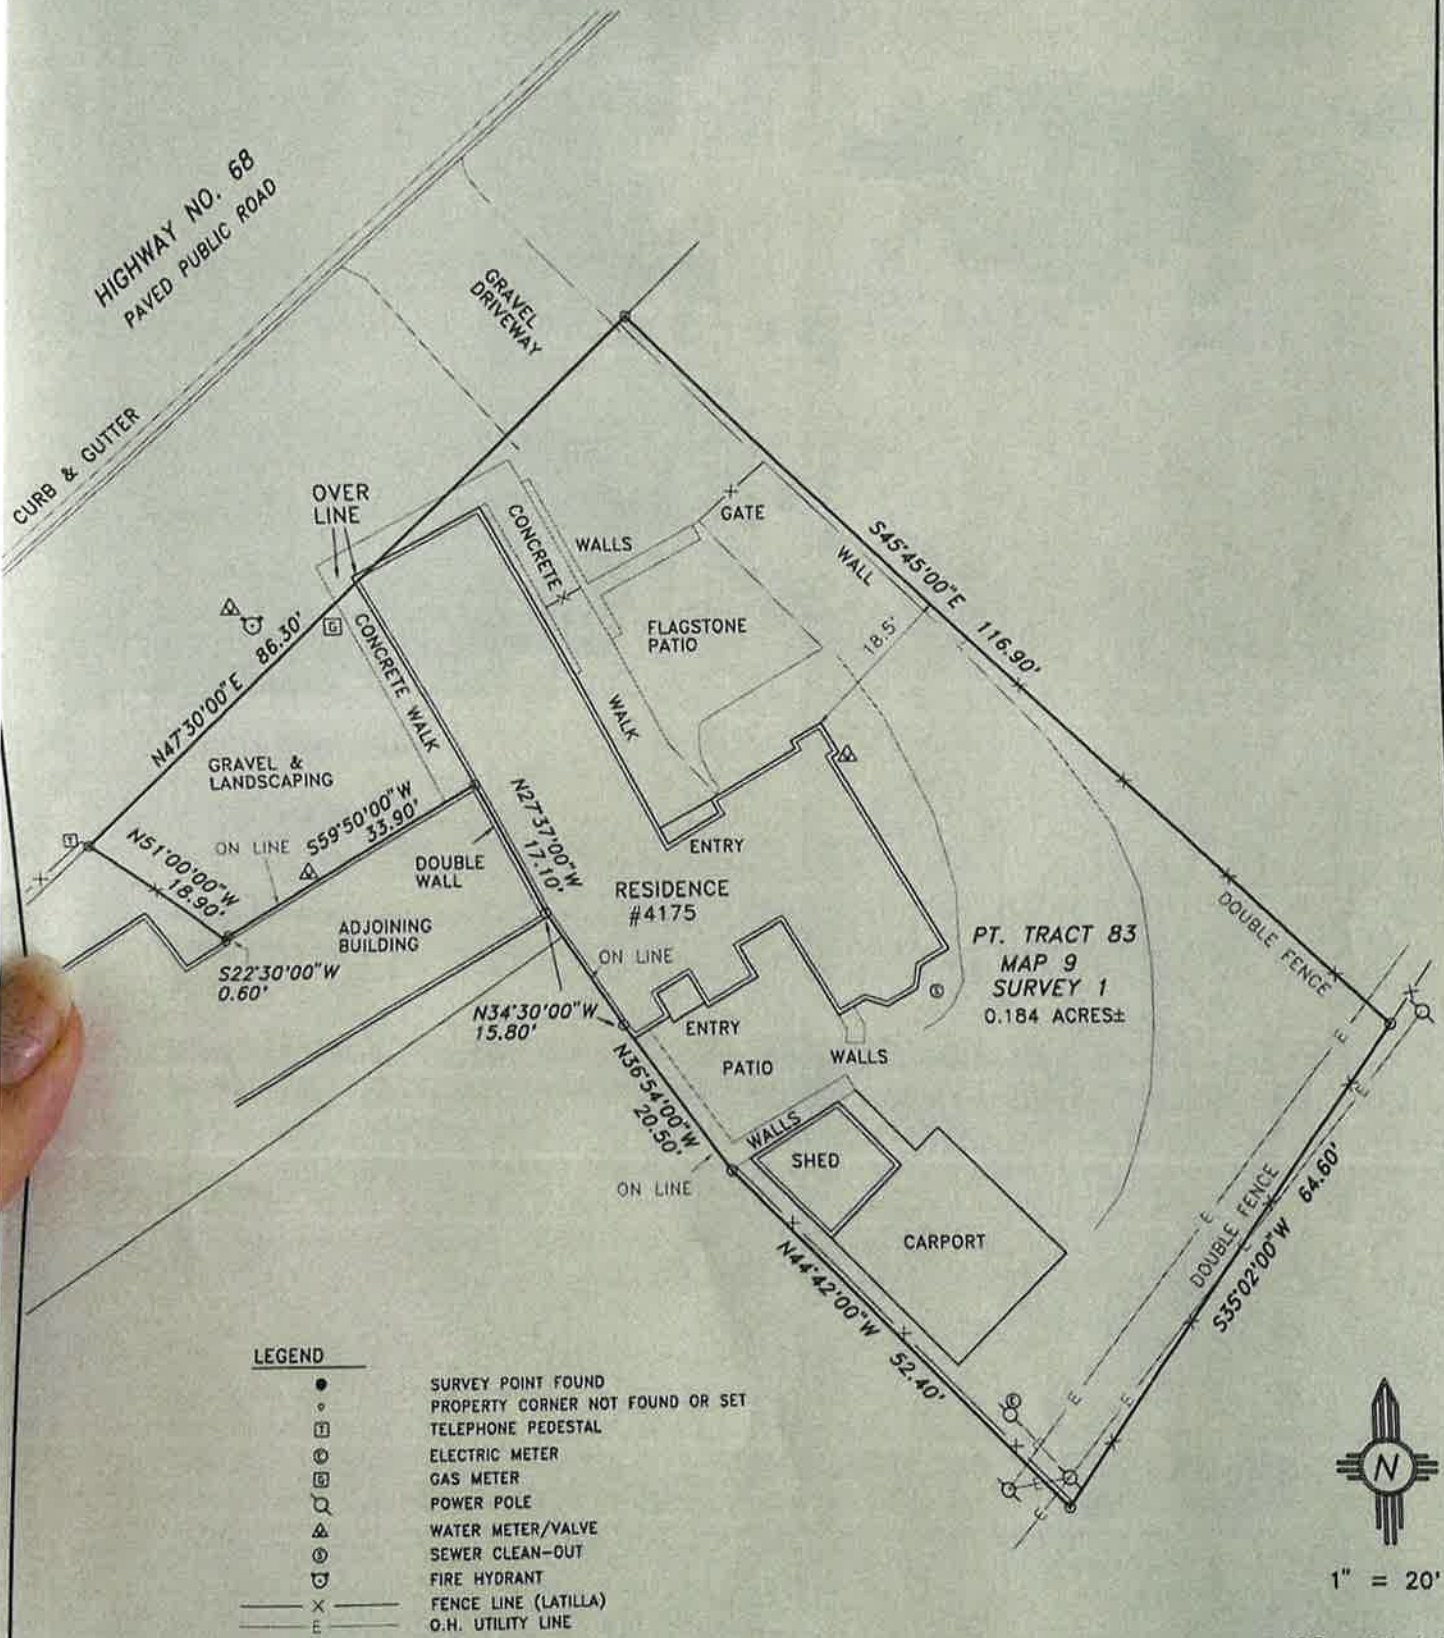 HIGHWAY NO. 68
PAVED PUBLIC ROAD
CURB & GUTTER
GRAVEL
DRIVEWAY
OVER
LINE
CONCRETE
WALLS
GATE
WALL
S45°45'00"E 116.90'
18.5'
FLAGSTONE
PATIO
N47°30'00"E 86.30'
G
CONCRETE WALK
WALK
GRAVEL &
LANDSCAPING
T
N51°00'00"W
18.90'
ON LINE
S59°50'00"W
33.90'
N27°37'00"W
17.10'
DOUBLE
WALL
ENTRY
RESIDENCE
#4175
ADJOINING
BUILDING
S22°30'00"W
0.60'
ON LINE
N34°30'00"W
15.80'
PT. TRACT 83
MAP 9
SURVEY 1
0.184 ACRES±
S
DOUBLE FENCE
ENTRY
PATIO
WALLS
N36°54'00"W
20.50'
WALLS
SHED
ON LINE
CARPORT
N44°42'00"W 52.40'
DOUBLE FENCE
S35°02'00"W 64.60'
E
E
E
E
E
E
E
E
LEGEND
SURVEY POINT FOUND
PROPERTY CORNER NOT FOUND OR SET
T TELEPHONE PEDESTAL
E ELECTRIC METER
G GAS METER
POWER POLE
WATER METER/VALVE
S SEWER CLEAN-OUT
FIRE HYDRANT
X FENCE LINE (LATILLA)
E O.H. UTILITY LINE
N
1" = 20'